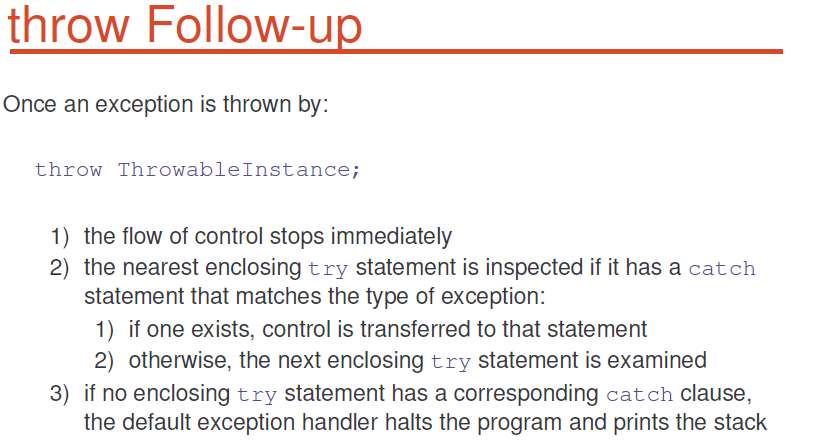 throw Follow-up
Once an exception is thrown by:
throw ThrowableInstance;
1) the flow of control stops immediately
2) the nearest enclosing try statement is inspected if it has a catch
statement that matches the type of exception:
1) if one exists, control is transferred to that statement
2) otherwise, the next enclosing try statement is examined
3) if no enclosing try statement has a corresponding catch clause,
the default exception handler halts the program and prints the stack